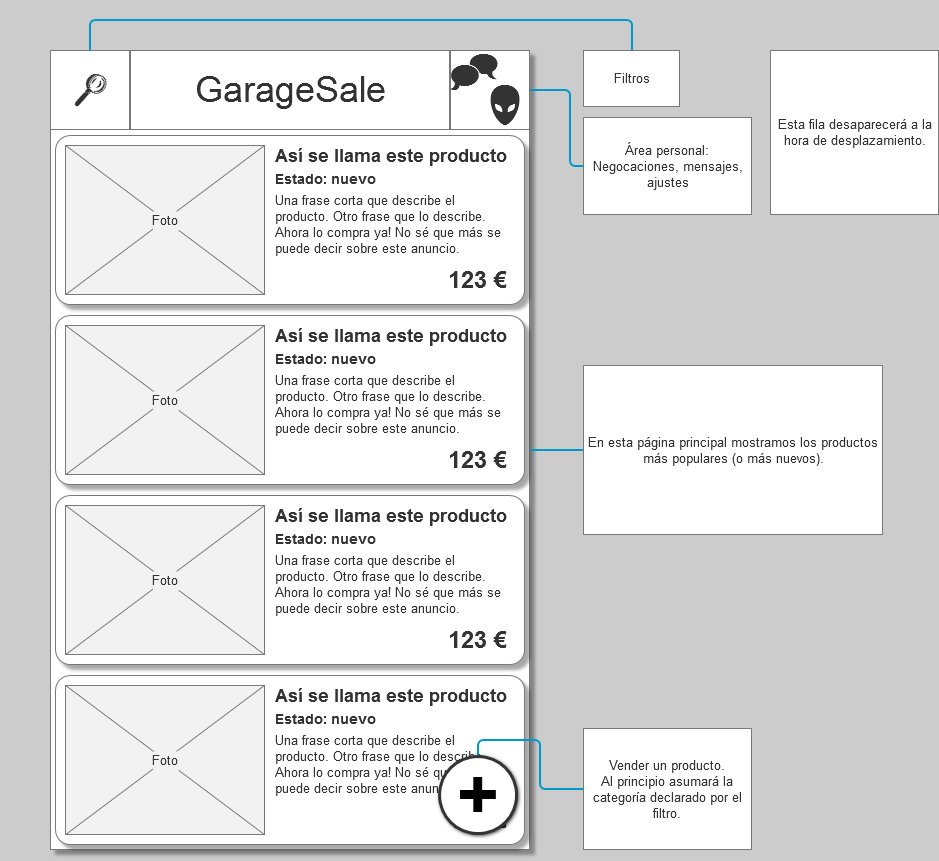 GarageSale
Filtros
Área personal:
Negocaciones, mensajes,
ajustes
Esta fila desaparecerá a la
hora de desplazamiento.
Foto
Así se llama este producto
Estado: nuevo
Una frase corta que describe el
producto. Otro frase que lo describe.
Ahora lo compra ya! No sé que más se
puede decir sobre este anuncio.
123 €
Foto
Así se llama este producto
Estado: nuevo
Una frase corta que describe el
producto. Otro frase que lo describe.
Ahora lo compra ya! No sé que más se
puede decir sobre este anuncio.
123 €
En esta página principal mostramos los productos
más populares (o más nuevos).
Foto
Así se llama este producto
Estado: nuevo
Una frase corta que describe el
producto. Otro frase que lo describe.
Ahora lo compra ya! No sé que más se
puede decir sobre este anuncio.
123 €
Foto
Así se llama este producto
Estado: nuevo
Una frase corta que describe el
producto. Otro frase que lo
Ahora lo compra ya! No sé
puede decir sobre este
Vender un producto.
Al principio asumará la
categoría declarado por el
filtro.